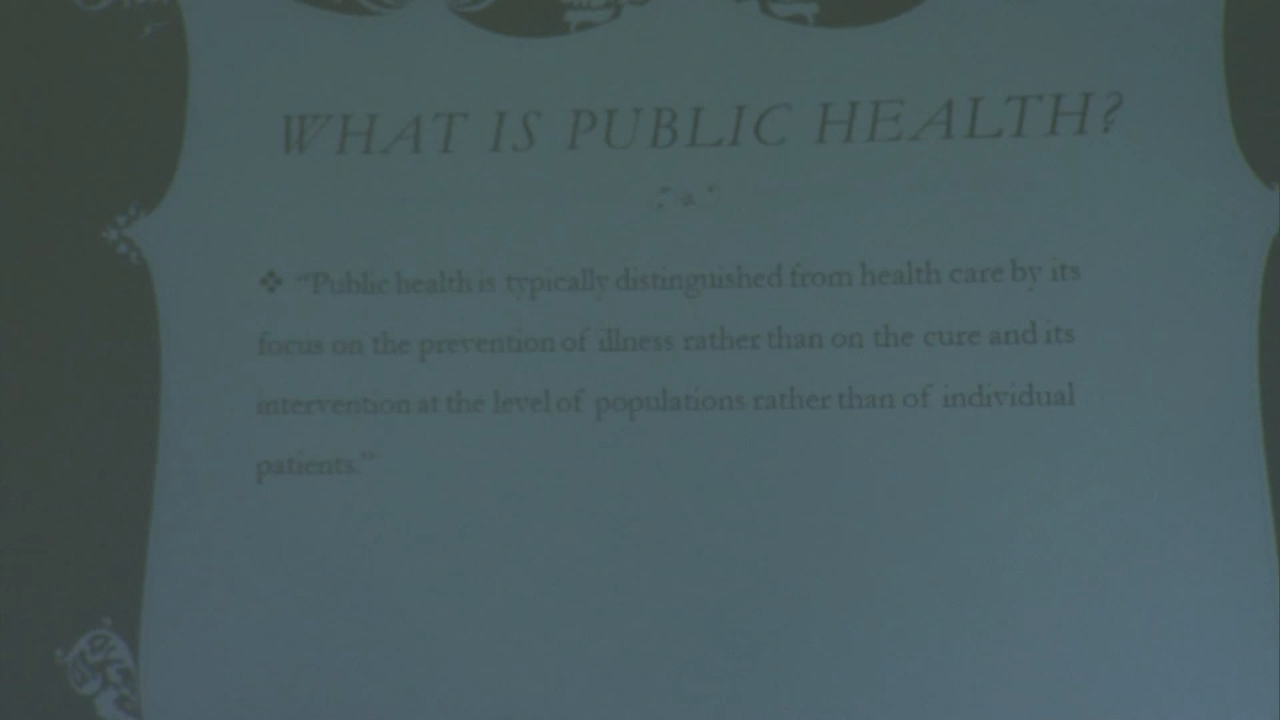 WHAT IS PUBLIC HEALTH?
❖ “Public health is typically distinguished from health care by its
focus on the prevention of illness rather than on the cure and its
intervention at the level of populations rather than of individual
patients.”